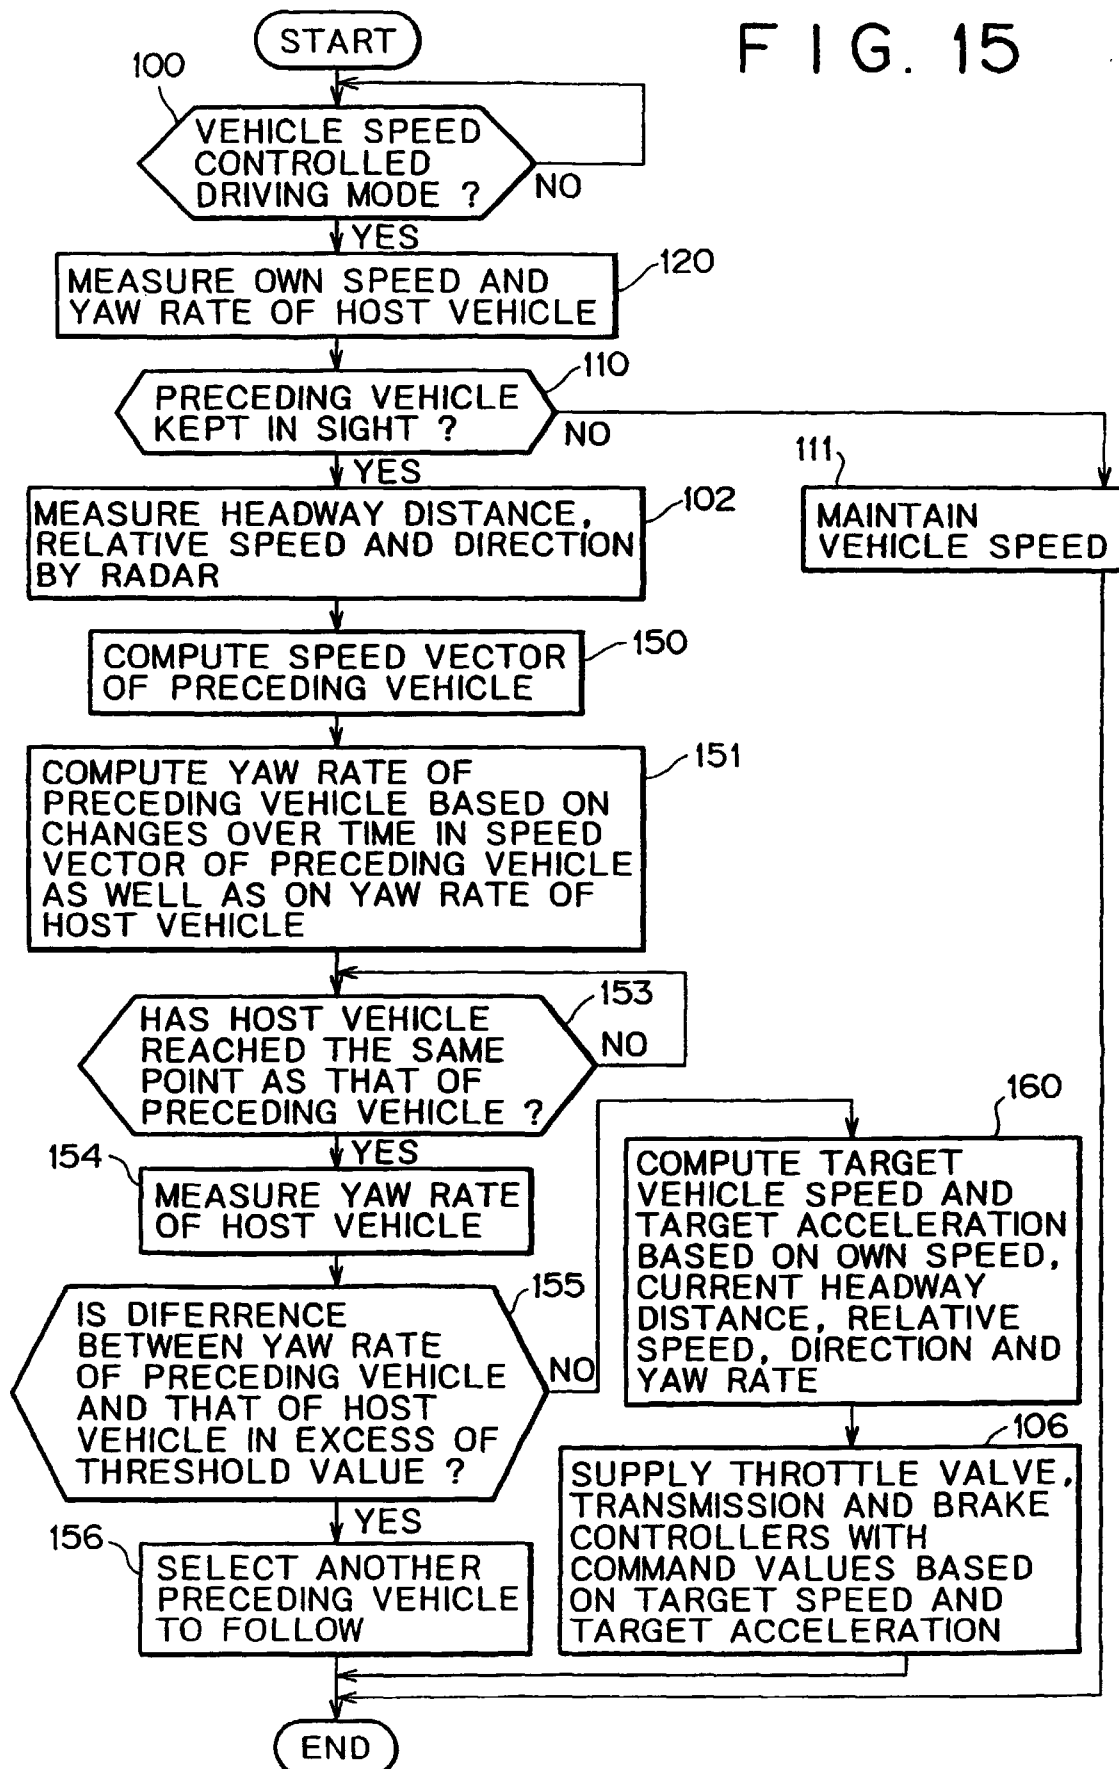 START
FIG. 15
100
VEHICLE SPEED
CONTROLLED
DRIVING MODE ?
NO
YES
120
MEASURE OWN SPEED AND
YAW RATE OF HOST VEHICLE
110
PRECEDING VEHICLE
KEPT IN SIGHT ?
NO
YES
111
MAINTAIN
VEHICLE SPEED
102
MEASURE HEADWAY DISTANCE,
RELATIVE SPEED AND DIRECTION
BY RADAR
150
COMPUTE SPEED VECTOR
OF PRECEDING VEHICLE
151
COMPUTE YAW RATE OF
PRECEDING VEHICLE BASED ON
CHANGES OVER TIME IN SPEED
VECTOR OF PRECEDING VEHICLE
AS WELL AS ON YAW RATE OF
HOST VEHICLE
153
HAS HOST VEHICLE
REACHED THE SAME
POINT AS THAT OF
PRECEDING VEHICLE ?
NO
YES
154
MEASURE YAW RATE
OF HOST VEHICLE
155
IS DIFERRENCE
BETWEEN YAW RATE
OF PRECEDING VEHICLE
AND THAT OF HOST
VEHICLE IN EXCESS OF
THRESHOLD VALUE ?
NO
YES
156
SELECT ANOTHER
PRECEDING VEHICLE
TO FOLLOW
160
COMPUTE TARGET
VEHICLE SPEED AND
TARGET ACCELERATION
BASED ON OWN SPEED,
CURRENT HEADWAY
DISTANCE, RELATIVE
SPEED, DIRECTION AND
YAW RATE
106
SUPPLY THROTTLE VALVE,
TRANSMISSION AND BRAKE
CONTROLLERS WITH
COMMAND VALUES BASED
ON TARGET SPEED AND
TARGET ACCELERATION
END